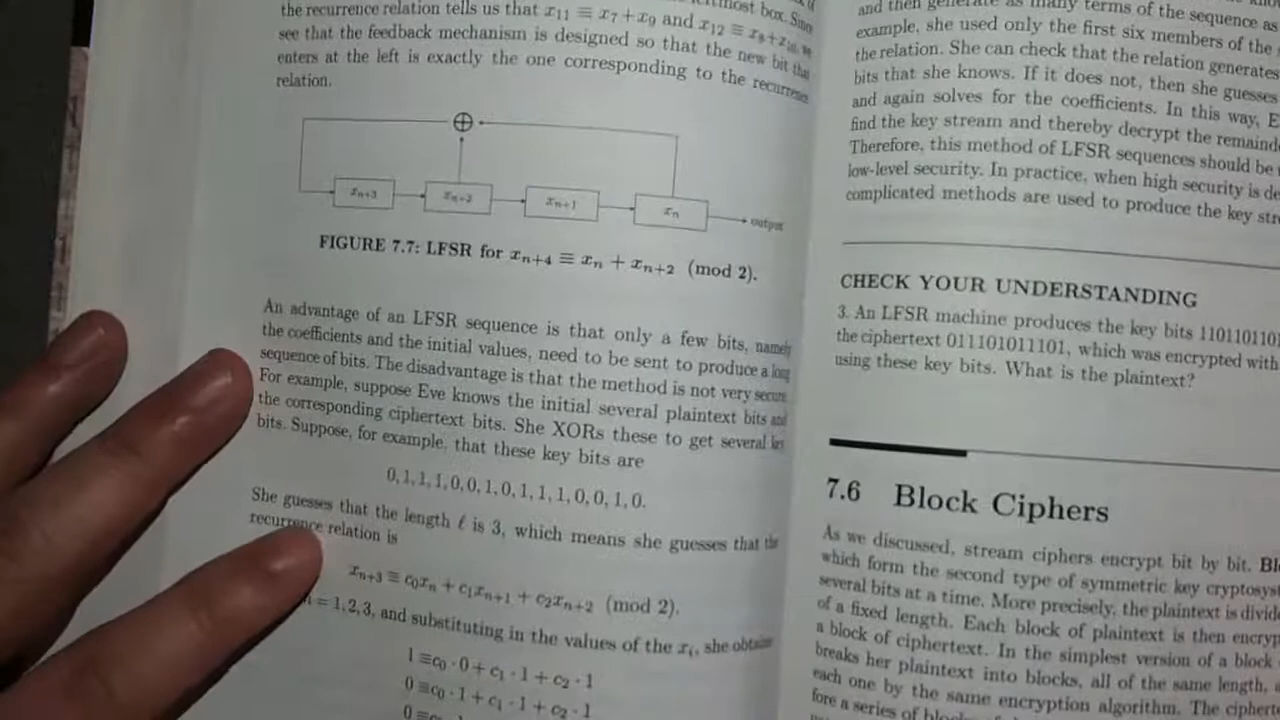 the recurrence relation tells us that x₁₁ ≡ x₇ + x₉ and x₁₂ ≡ x₈ + x₁₀, we
see that the feedback mechanism is designed so that the new bit that
enters at the left is exactly the one corresponding to the recurrence
relation.
⊕
xₙ₊₃ xₙ₊₂ xₙ₊₁ xₙ output
FIGURE 7.7: LFSR for xₙ₊₄ ≡ xₙ + xₙ₊₂ (mod 2).
An advantage of an LFSR sequence is that only a few bits, namely
the coefficients and the initial values, need to be sent to produce a long
sequence of bits. The disadvantage is that the method is not very secure.
For example, suppose Eve knows the initial several plaintext bits and
the corresponding ciphertext bits. She XORs these to get several key
bits. Suppose, for example, that these key bits are
0, 1, 1, 1, 0, 0, 1, 0, 1, 1, 1, 0, 0, 1, 0.
She guesses that the length ℓ is 3, which means she guesses that the
recurrence relation is
xₙ₊₃ ≡ c₀xₙ + c₁xₙ₊₁ + c₂xₙ₊₂ (mod 2).
= 1, 2, 3, and substituting in the values of the xᵢ, she obtains
1 ≡ c₀ · 0 + c₁ · 1 + c₂ · 1
0 ≡ c₀ · 1 + c₁ · 1 + c₂ · 1
and then generate as many terms of the sequence as
example, she used only the first six members of the
the relation. She can check that the relation generates
bits that she knows. If it does not, then she guesses
and again solves for the coefficients. In this way, E
find the key stream and thereby decrypt the remaind
Therefore, this method of LFSR sequences should be
low-level security. In practice, when high security is de
complicated methods are used to produce the key stre
CHECK YOUR UNDERSTANDING
3. An LFSR machine produces the key bits 110110110
the ciphertext 011101011101, which was encrypted with
using these key bits. What is the plaintext?
7.6 Block Ciphers
As we discussed, stream ciphers encrypt bit by bit. Blo
which form the second type of symmetric key cryptosyst
several bits at a time. More precisely, the plaintext is divide
of a fixed length. Each block of plaintext is then encryp
a block of ciphertext. In the simplest version of a block
breaks her plaintext into blocks, all of the same length, a
each one by the same encryption algorithm. The cipherte
fore a series of blocks